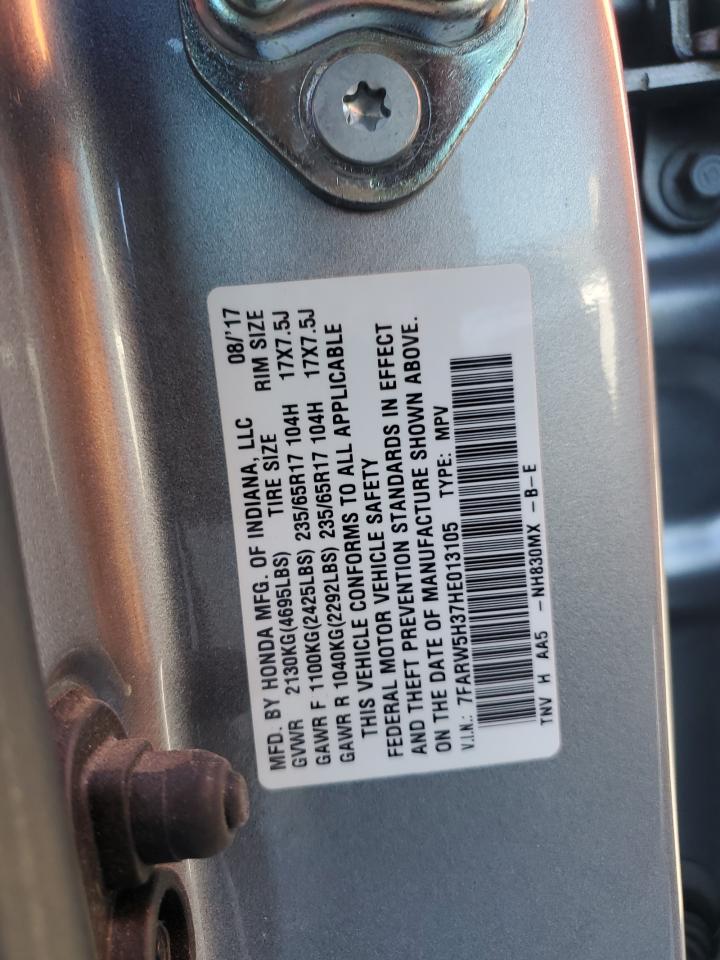 MFD. BY HONDA MFG. OF INDIANA, LLC 08/'17
GVWR 2130KG(4695LBS) TIRE SIZE RIM SIZE
GAWR F 1100KG(2425LBS) 235/65R17 104H 17X7.5J
GAWR R 1040KG(2292LBS) 235/65R17 104H 17X7.5J
THIS VEHICLE CONFORMS TO ALL APPLICABLE
FEDERAL MOTOR VEHICLE SAFETY
AND THEFT PREVENTION STANDARDS IN EFFECT
ON THE DATE OF MANUFACTURE SHOWN ABOVE.
V.I.N.: 7FARW5H37HE013105 TYPE: MPV
TNV H AA5 -NH830MX -B-E